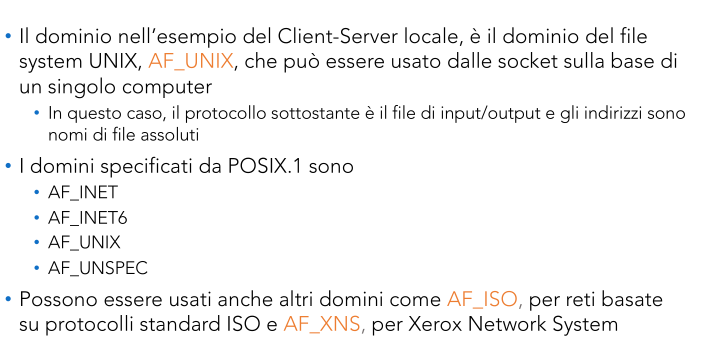 • Il dominio nell’esempio del Client-Server locale, è il dominio del file
system UNIX, AF_UNIX, che può essere usato dalle socket sulla base di
un singolo computer
• In questo caso, il protocollo sottostante è il file di input/output e gli indirizzi sono
nomi di file assoluti
• I domini specificati da POSIX.1 sono
• AF_INET
• AF_INET6
• AF_UNIX
• AF_UNSPEC
• Possono essere usati anche altri domini come AF_ISO, per reti basate
su protocolli standard ISO e AF_XNS, per Xerox Network System